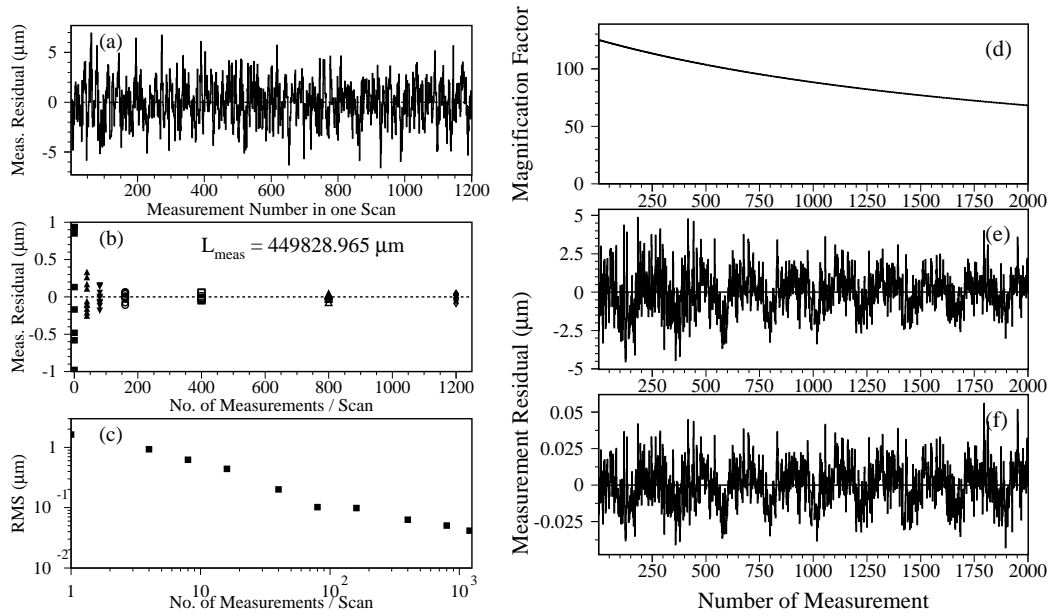 (a)
Meas. Residual (μm)
5
0
-5
200 400 600 800 1000 1200
Measurement Number in one Scan
(b)
L_meas = 449828.965 μm
Meas. Residual (μm)
1
0.5
0
-0.5
-1
0 200 400 600 800 1000 1200
No. of Measurements / Scan
(c)
RMS (μm)
1
10^-1
10^-2
1 10 10^2 10^3
No. of Measurements / Scan
(d)
Magnification Factor
100
50
0
250 500 750 1000 1250 1500 1750 2000
(e)
Measurement Residual (μm)
5
2.5
0
-2.5
-5
250 500 750 1000 1250 1500 1750 2000
(f)
0.05
0.025
0
-0.025
250 500 750 1000 1250 1500 1750 2000
Number of Measurement